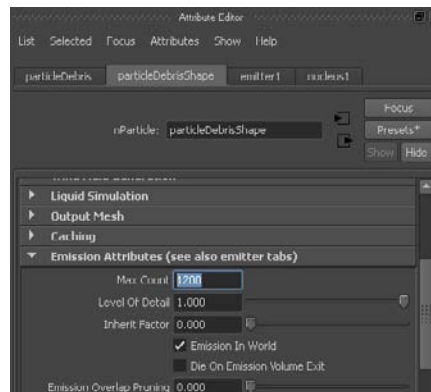 Attribute Editor
List Selected Focus Attributes Show Help
particleDebris particleDebrisShape emitter1 nucleus1
Focus
nParticle: particleDebrisShape Presets*
Show Hide
Liquid Simulation
Output Mesh
Caching
Emission Attributes (see also emitter tabs)
Max Count 1200
Level Of Detail 1.000
Inherit Factor 0.000
Emission In World
Die On Emission Volume Exit
Emission Overlap Pruning 0.000